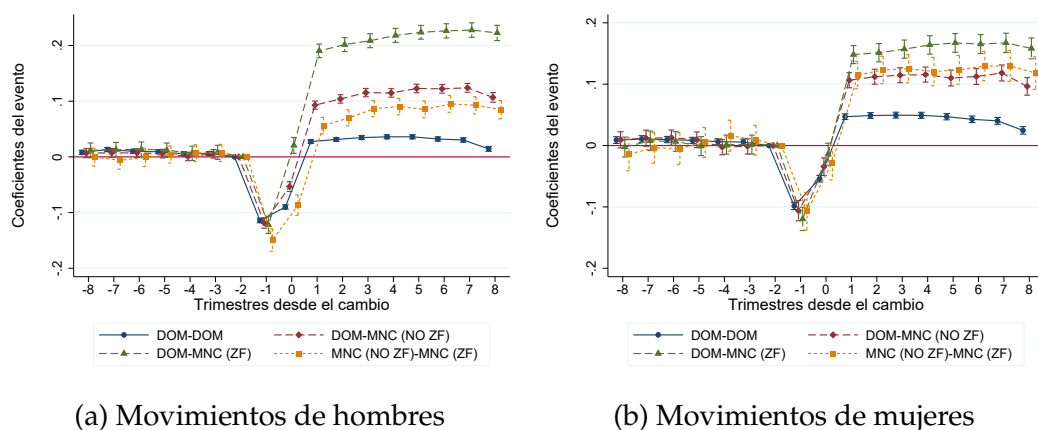 Coeficientes del evento
.2
.1
0
-.1
-.2
-8 -7 -6 -5 -4 -3 -2 -1 0 1 2 3 4 5 6 7 8
Trimestres desde el cambio
DOM-DOM
DOM-MNC (NO ZF)
DOM-MNC (ZF)
MNC (NO ZF)-MNC (ZF)
(a) Movimientos de hombres
Coeficientes del evento
.2
.1
0
-.1
-.2
-8 -7 -6 -5 -4 -3 -2 -1 0 1 2 3 4 5 6 7 8
Trimestres desde el cambio
DOM-DOM
DOM-MNC (NO ZF)
DOM-MNC (ZF)
MNC (NO ZF)-MNC (ZF)
(b) Movimientos de mujeres